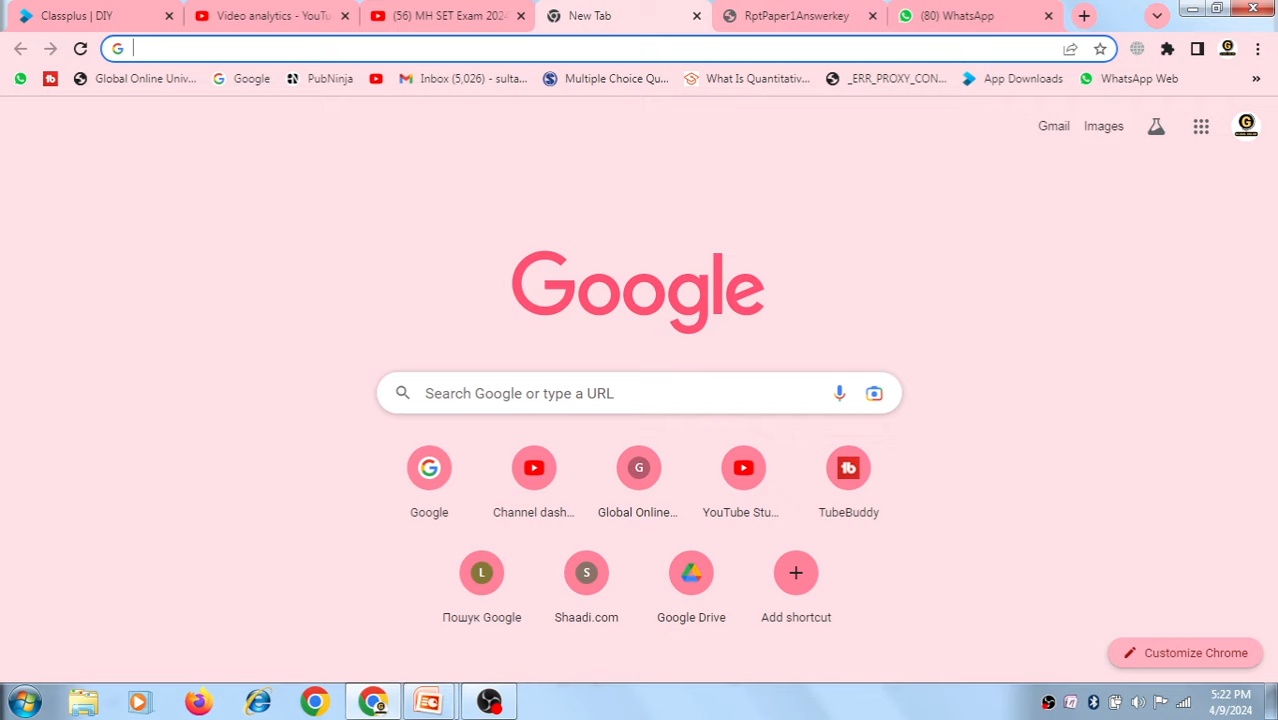 Classplus | DIY
Video analytics - YouTu
(56) MH SET Exam 202
New Tab
RptPaper1Answerkey
(80) WhatsApp
Global Online Univ...
Google
PubNinja
Inbox (5,026) - sulta...
Multiple Choice Qu...
What Is Quantitativ...
_ERR_PROXY_CON...
App Downloads
WhatsApp Web
Gmail
Images
Google
Search Google or type a URL
Google
Channel dash...
Global Online...
YouTube Stu...
TubeBuddy
Пошук Google
Shaadi.com
Google Drive
Add shortcut
Customize Chrome
5:22 PM
4/9/2024